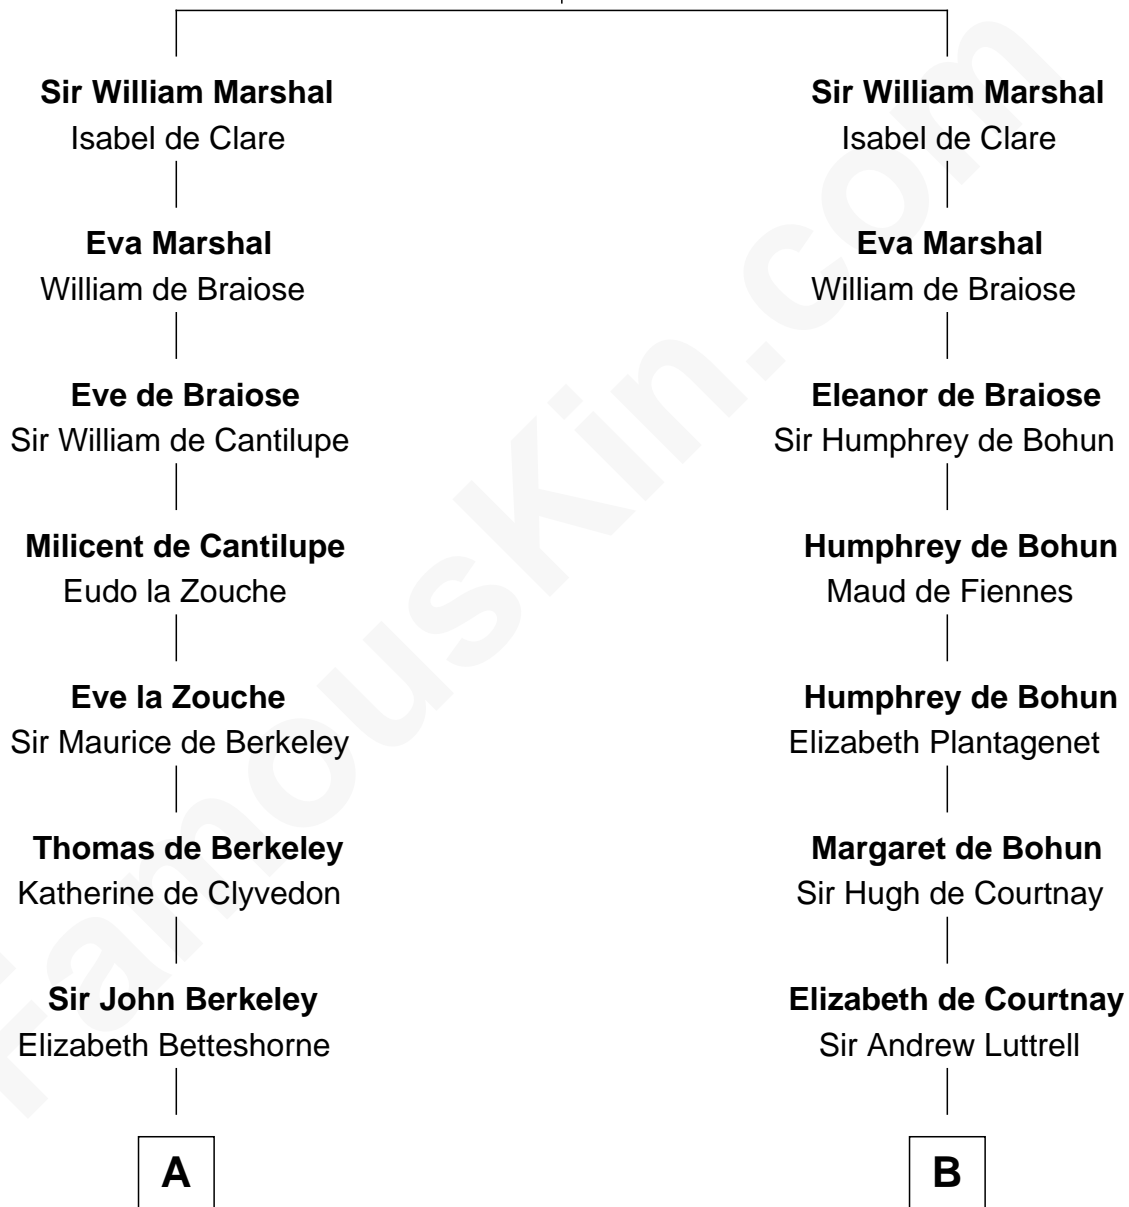 Sir William Marshal
Isabel de Clare
Eva Marshal
William de Braiose
Eve de Braiose
Sir William de Cantilupe
Milicent de Cantilupe
Eudo la Zouche
Eve la Zouche
Sir Maurice de Berkeley
Thomas de Berkeley
Katherine de Clyvedon
Sir John Berkeley
Elizabeth Betteshorne
A
Sir William Marshal
Isabel de Clare
Eva Marshal
William de Braiose
Eleanor de Braiose
Sir Humphrey de Bohun
Humphrey de Bohun
Maud de Fiennes
Humphrey de Bohun
Elizabeth Plantagenet
Margaret de Bohun
Sir Hugh de Courtnay
Elizabeth de Courtnay
Sir Andrew Luttrell
B
FamousKin.com